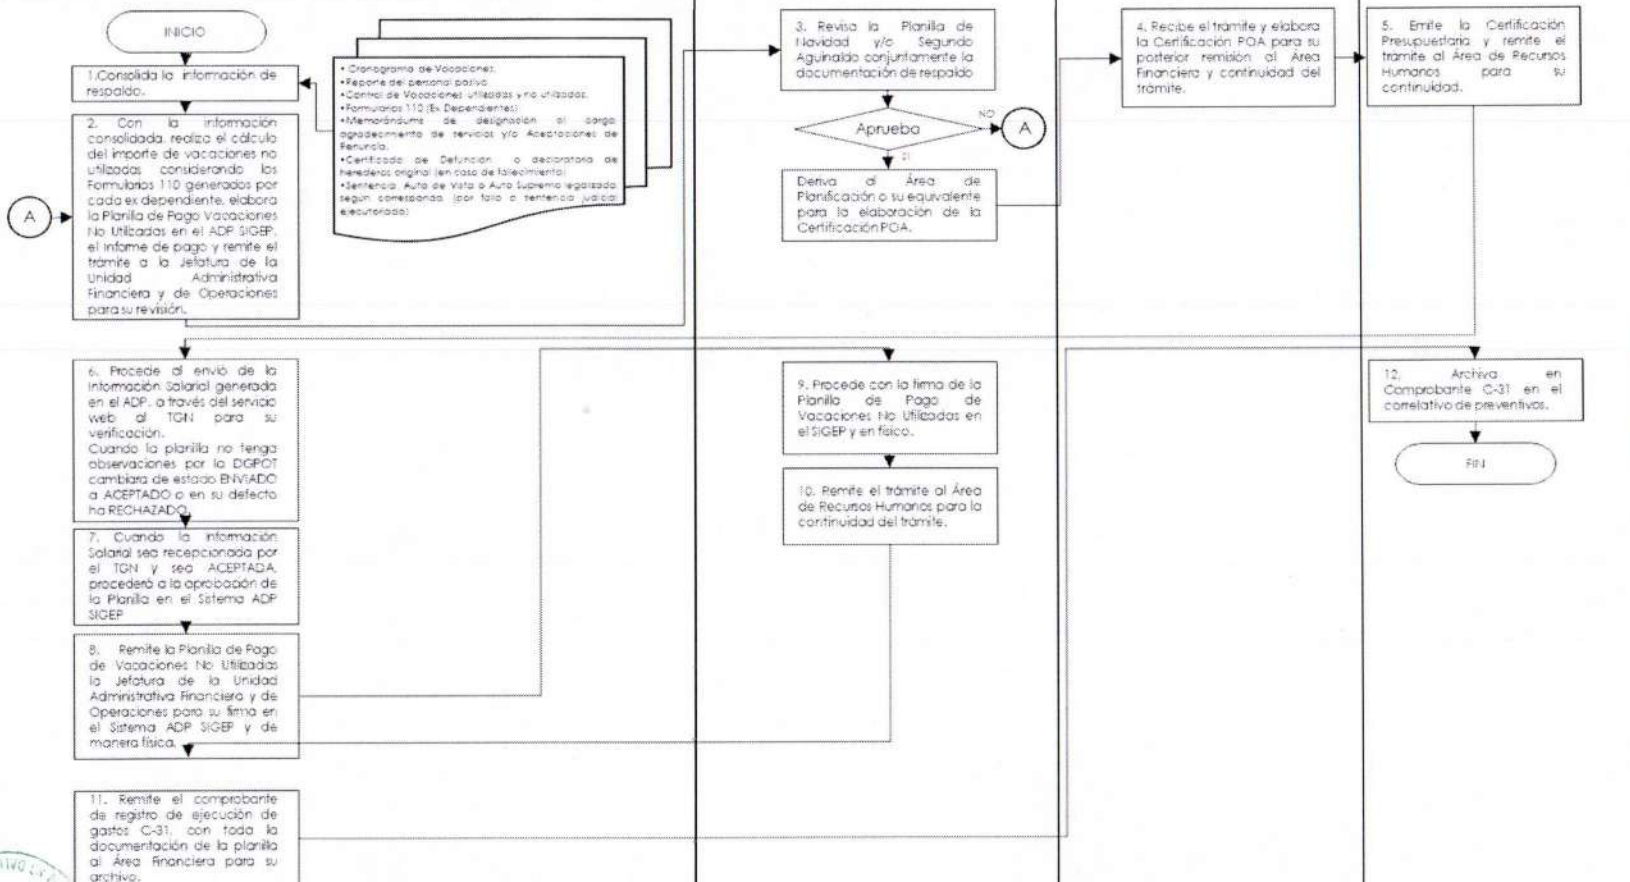 INICIO
1.Consolida la información de
respaldo.
2. Con la información
consolidada, realiza el cálculo
del importe de vacaciones no
utilizadas considerando los
Formularios 110 generados por
cada ex dependiente, elabora
la Planilla de Pago Vacaciones
No Utilizadas en el ADP SIGEP,
el Informe de pago y remite el
trámite a la Jefatura de la
Unidad Administrativa
Financiera y de Operaciones
para su revisión.
A
• Cronograma de Vacaciones.
•Reporte del personal pasivo
•Control de Vacaciones utilizadas y no utilizadas.
•Formularios 110 (Ex Dependientes)
•Memorándums de designación al cargo
agradecimiento de servicios y/o Aceptaciones de
Renuncia.
•Certificado de Defunción o declaratoria de
herederos original (en caso de fallecimiento)
•Sentencia, Auto de Vista o Auto Supremo legalizada
según corresponda. (por fallo o sentencia judicial
ejecutoriada)
3. Revisa la Planilla de
Navidad y/o Segundo
Aguinaldo conjuntamente la
documentación de respaldo
Aprueba
NO
A
SI
Deriva al Área de
Planificación o su equivalente
para la elaboración de la
Certificación POA.
4. Recibe el trámite y elabora
la Certificación POA para su
posterior remisión al Área
Financiera y continuidad del
trámite.
5. Emite la Certificación
Presupuestaria y remite el
trámite al Área de Recursos
Humanos para su
continuidad.
6. Procede al envío de la
Información Salarial generada
en el ADP, a través del servicio
web al TGN para su
verificación.
Cuando la planilla no tenga
observaciones por la DGPOT
cambiara de estado ENVIADO
a ACEPTADO o en su defecto
ha RECHAZADO.
7. Cuando la información
Salarial sea recepcionada por
el TGN y sea ACEPTADA,
procederá a la aprobación de
la Planilla en el Sistema ADP
SIGEP
8. Remite la Planilla de Pago
de Vacaciones No Utilizadas
la Jefatura de la Unidad
Administrativa Financiera y de
Operaciones para su firma en
el Sistema ADP SIGEP y de
manera física.
9. Procede con la firma de la
Planilla de Pago de
Vacaciones No Utilizadas en
el SIGEP y en físico.
10. Remite el trámite al Área
de Recursos Humanos para la
continuidad del trámite.
11. Remite el comprobante
de registro de ejecución de
gastos C-31, con toda la
documentación de la planilla
al Área Financiera para su
archivo.
12. Archiva en
Comprobante C-31 en el
correlativo de preventivos.
FIN